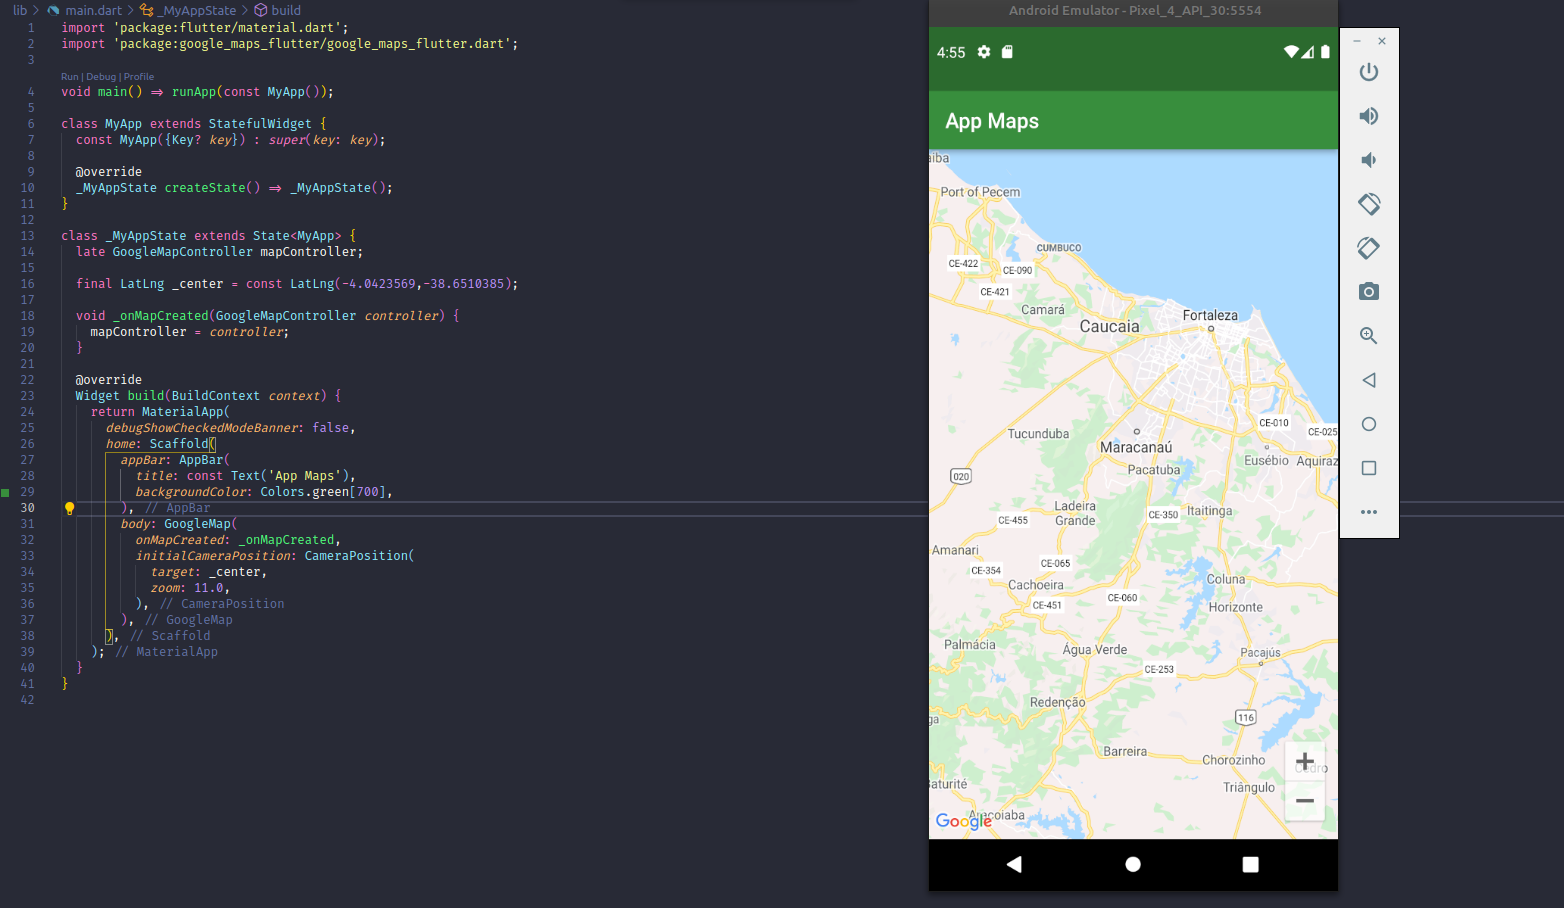 lib > main.dart > _MyAppState > build
1 import 'package:flutter/material.dart';
2 import 'package:google_maps_flutter/google_maps_flutter.dart';
3
Run | Debug | Profile
4 void main() => runApp(const MyApp());
5
6 class MyApp extends StatefulWidget {
7 const MyApp({Key? key}) : super(key: key);
8
9 @override
10 _MyAppState createState() => _MyAppState();
11 }
12
13 class _MyAppState extends State<MyApp> {
14 late GoogleMapController mapController;
15
16 final LatLng _center = const LatLng(-4.0423569,-38.6510385);
17
18 void _onMapCreated(GoogleMapController controller) {
19 mapController = controller;
20 }
21
22 @override
23 Widget build(BuildContext context) {
24 return MaterialApp(
25 debugShowCheckedModeBanner: false,
26 home: Scaffold(
27 appBar: AppBar(
28 title: const Text('App Maps'),
29 backgroundColor: Colors.green[700],
30 ), // AppBar
31 body: GoogleMap(
32 onMapCreated: _onMapCreated,
33 initialCameraPosition: CameraPosition(
34 target: _center,
35 zoom: 11.0,
36 ), // CameraPosition
37 ), // GoogleMap
38 ), // Scaffold
39 ); // MaterialApp
40 }
41 }
42
Android Emulator - Pixel_4_API_30:5554
4:55
App Maps
aiba
Port of Pecem
CUMBUCO
CE-422
CE-090
CE-421
Camará
Fortaleza
Caucaia
CE-010
CE-025
Tucunduba
Maracanaú
Eusébio Aquiraz
Pacatuba
020
Ladeira
Grande
CE-350
Itaitinga
CE-455
Amanari
CE-065
CE-354
Coluna
Cachoeira
CE-060
CE-451
Horizonte
Palmácia
Água Verde
Pacajús
CE-253
Redenção
ga
116
Barreira
Chorozinho
Cedro
Baturité
Triângulo
Aracoiaba
Google
+
−